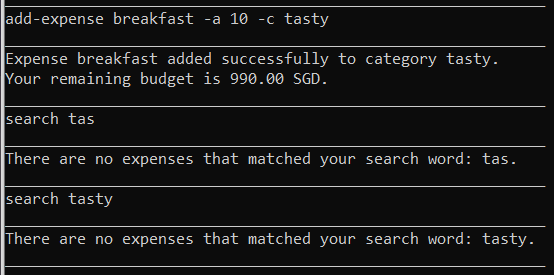 add-expense breakfast -a 10 -c tasty
Expense breakfast added successfully to category tasty.
Your remaining budget is 990.00 SGD.
search tas
There are no expenses that matched your search word: tas.
search tasty
There are no expenses that matched your search word: tasty.